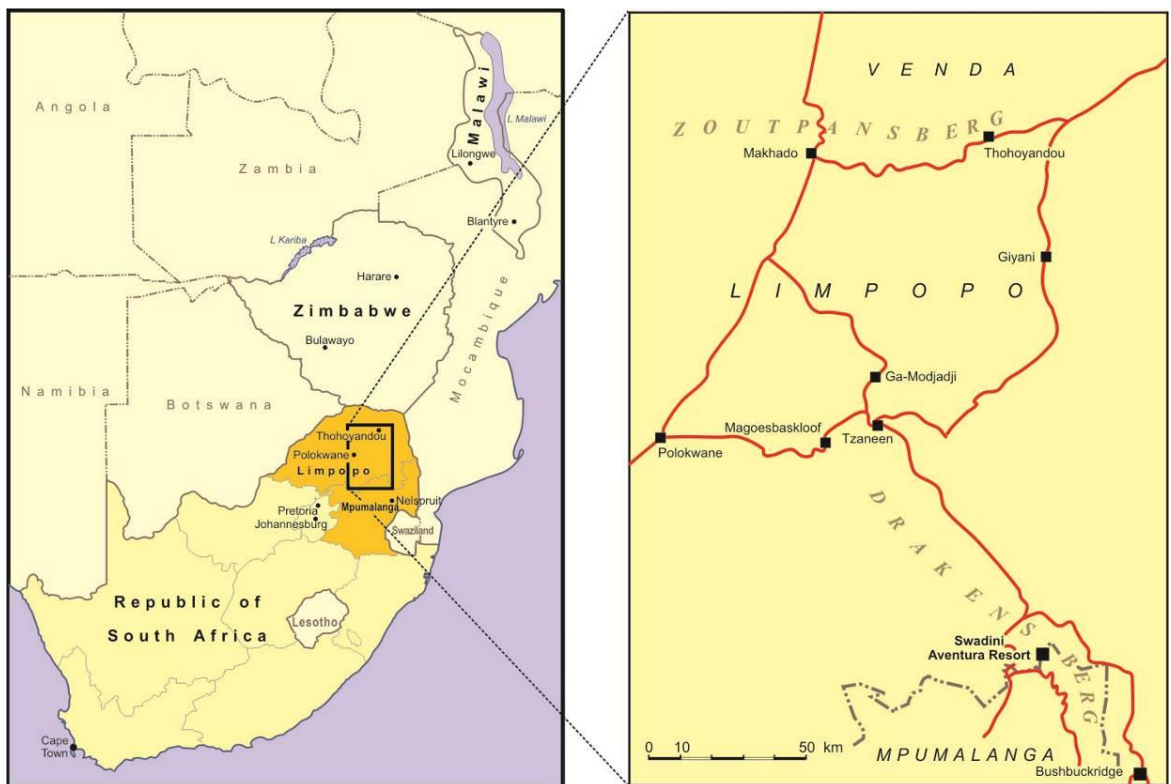 Angola
Zambia
Malawi
L Malawi
Lilongwe
Blantyre
L Kariba
Harare
Zimbabwe
Bulawayo
Mocambique
Namibia
Botswana
Thohoyandou
Polokwane
Limpopo
Nelspruit
Mpumalanga
Pretoria
Johannesburg
Swaziland
Republic of
South Africa
Lesotho
Cape
Town
VENDA
ZOUTPANSBERG
Makhado
Thohoyandou
Giyani
LIMPOPO
Ga-Modjadji
Magoesbaskloof
Tzaneen
Polokwane
DRAKENSBERG
Swadini
Aventura Resort
0 10 50 km
MPUMALANGA
Bushbuckridge